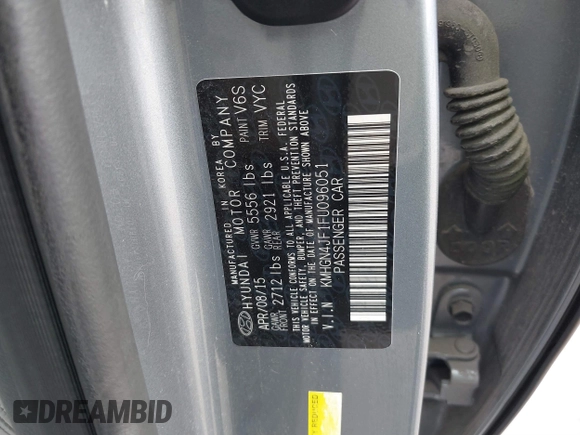 MANUFACTURED IN KOREA BY
HYUNDAI MOTOR COMPANY
APR/08/15 GVWR 5556 lbs PAINT V6S
GAWR FRONT 2712 lbs GAWR REAR 2921 lbs TRIM VYC
THIS VEHICLE CONFORMS TO ALL APPLICABLE U.S.A. FEDERAL
MOTOR VEHICLE SAFETY, BUMPER, AND THEFT PREVENTION STANDARDS
IN EFFECT ON THE DATE OF MANUFACTURE SHOWN ABOVE
V.I.N KMHGN4JF1FU096051
PASSENGER CAR
DREAMBID